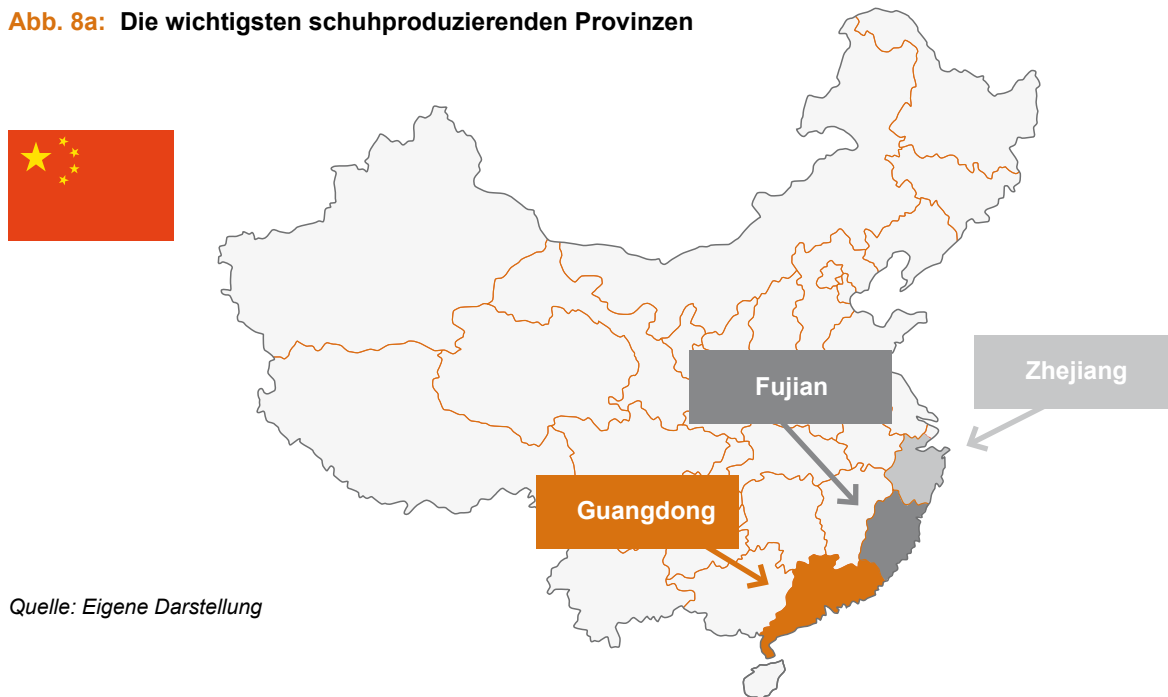 Abb. 8a: Die wichtigsten schuhproduzierenden Provinzen
Zhejiang
Fujian
Guangdong
Quelle: Eigene Darstellung